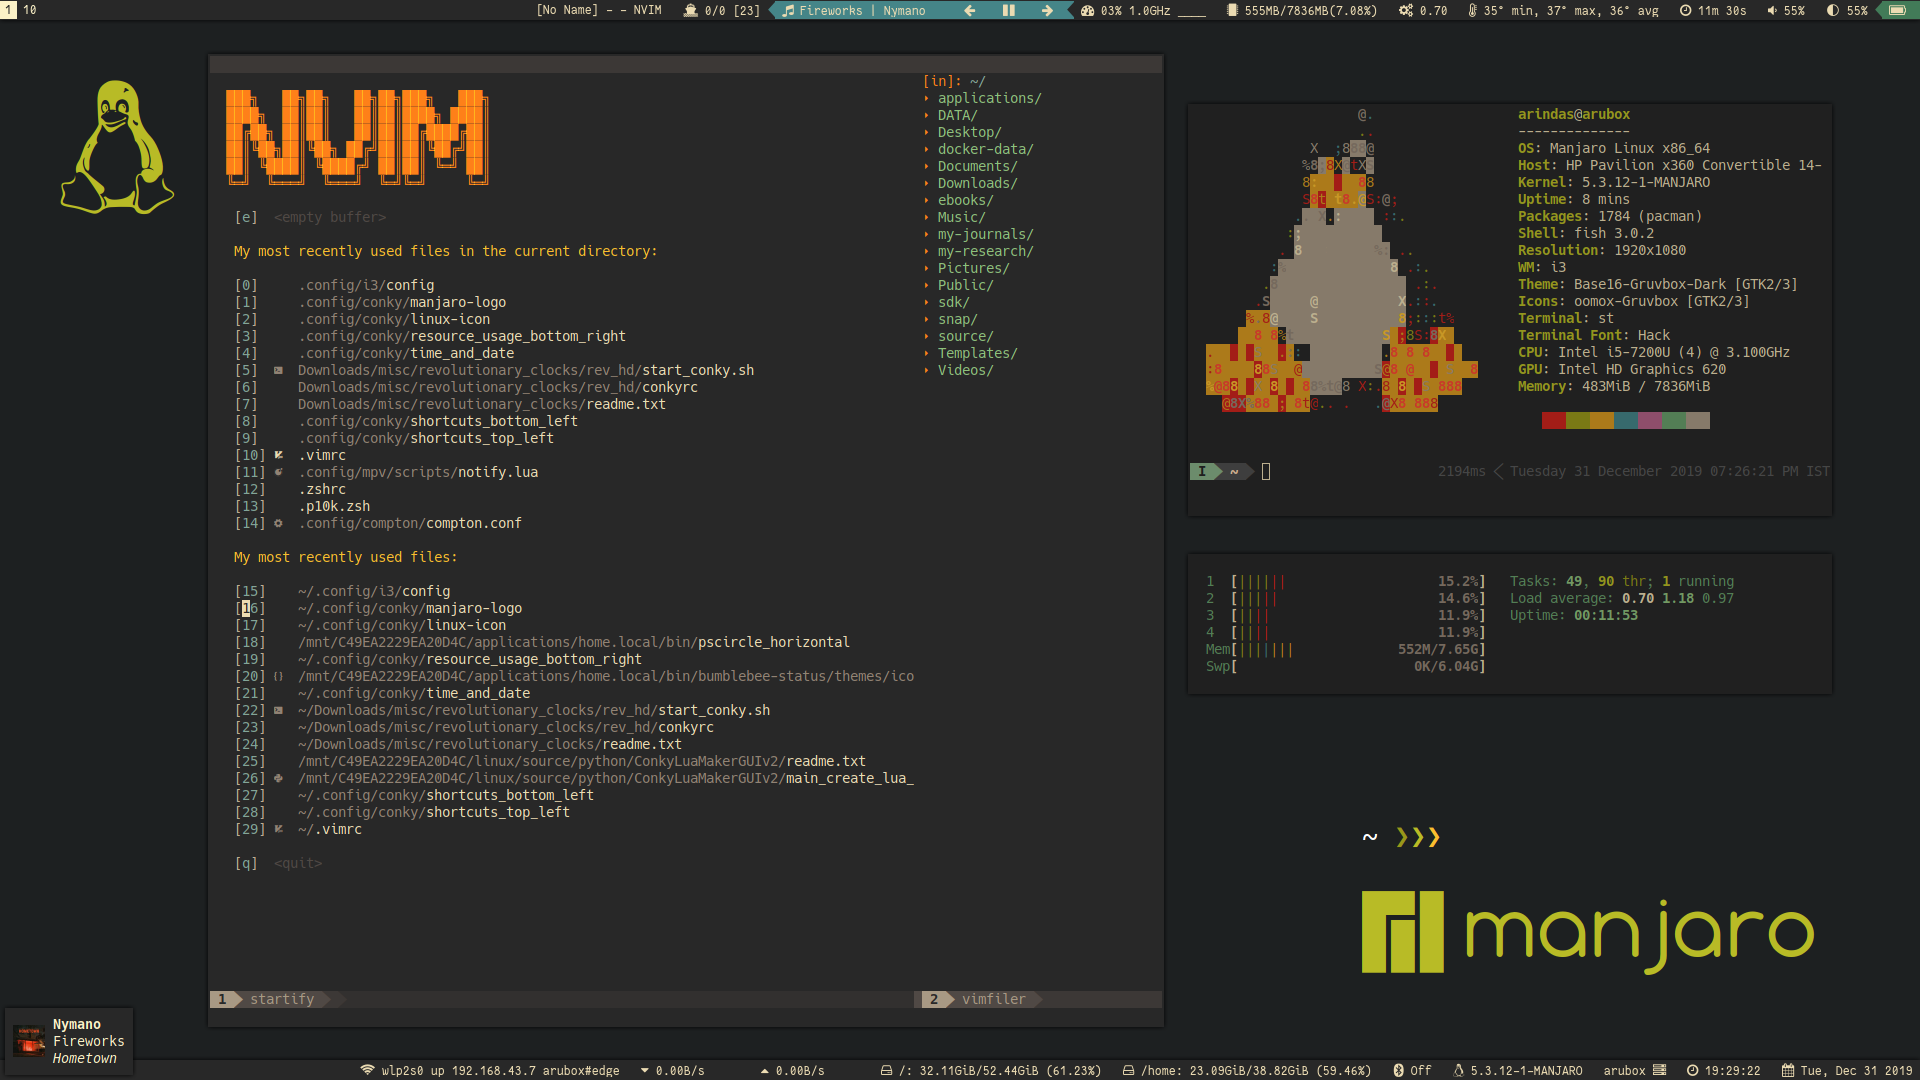 1 10 [No Name] - - NVIM 0/0 [23] Fireworks | Nymano 03% 1.0GHz 555MB/7836MB(7.08%) 0.70 35° min, 37° max, 36° avg 11m 30s 55% 55%
NVIM
[e] <empty buffer>
My most recently used files in the current directory:
[0] .config/i3/config
[1] .config/conky/manjaro-logo
[2] .config/conky/linux-icon
[3] .config/conky/resource_usage_bottom_right
[4] .config/conky/time_and_date
[5] Downloads/misc/revolutionary_clocks/rev_hd/start_conky.sh
[6] Downloads/misc/revolutionary_clocks/rev_hd/conkyrc
[7] Downloads/misc/revolutionary_clocks/readme.txt
[8] .config/conky/shortcuts_bottom_left
[9] .config/conky/shortcuts_top_left
[10] .vimrc
[11] .config/mpv/scripts/notify.lua
[12] .zshrc
[13] .p10k.zsh
[14] .config/compton/compton.conf
My most recently used files:
[15] ~/.config/i3/config
[16] ~/.config/conky/manjaro-logo
[17] ~/.config/conky/linux-icon
[18] /mnt/C49EA2229EA20D4C/applications/home.local/bin/pscircle_horizontal
[19] ~/.config/conky/resource_usage_bottom_right
[20] {} /mnt/C49EA2229EA20D4C/applications/home.local/bin/bumblebee-status/themes/ico
[21] ~/.config/conky/time_and_date
[22] ~/Downloads/misc/revolutionary_clocks/rev_hd/start_conky.sh
[23] ~/Downloads/misc/revolutionary_clocks/rev_hd/conkyrc
[24] ~/Downloads/misc/revolutionary_clocks/readme.txt
[25] /mnt/C49EA2229EA20D4C/linux/source/python/ConkyLuaMakerGUIv2/readme.txt
[26] /mnt/C49EA2229EA20D4C/linux/source/python/ConkyLuaMakerGUIv2/main_create_lua_
[27] ~/.config/conky/shortcuts_bottom_left
[28] ~/.config/conky/shortcuts_top_left
[29] ~/.vimrc
[q] <quit>
1 startify
[in]: ~/
applications/
DATA/
Desktop/
docker-data/
Documents/
Downloads/
ebooks/
Music/
my-journals/
my-research/
Pictures/
Public/
sdk/
snap/
source/
Templates/
Videos/
2 vimfiler
arindas@arubox
--------------
OS: Manjaro Linux x86_64
Host: HP Pavilion x360 Convertible 14-
Kernel: 5.3.12-1-MANJARO
Uptime: 8 mins
Packages: 1784 (pacman)
Shell: fish 3.0.2
Resolution: 1920x1080
WM: i3
Theme: Base16-Gruvbox-Dark [GTK2/3]
Icons: oomox-Gruvbox [GTK2/3]
Terminal: st
Terminal Font: Hack
CPU: Intel i5-7200U (4) @ 3.100GHz
GPU: Intel HD Graphics 620
Memory: 483MiB / 7836MiB
I ~ 2194ms < Tuesday 31 December 2019 07:26:21 PM IST
1 [|||||| 15.2%]
2 [||||| 14.6%]
3 [|||| 11.9%]
4 [|||| 11.9%]
Mem[||||||| 552M/7.65G]
Swp[ 0K/6.04G]
Tasks: 49, 90 thr; 1 running
Load average: 0.70 1.18 0.97
Uptime: 00:11:53
~ ❯❯❯
manjaro
Nymano
Fireworks
Hometown
wlp2s0 up 192.168.43.7 arubox#edge 0.00B/s 0.00B/s /: 32.11GiB/52.44GiB (61.23%) /home: 23.09GiB/38.82GiB (59.46%) Off 5.3.12-1-MANJARO arubox 19:29:22 Tue, Dec 31 2019